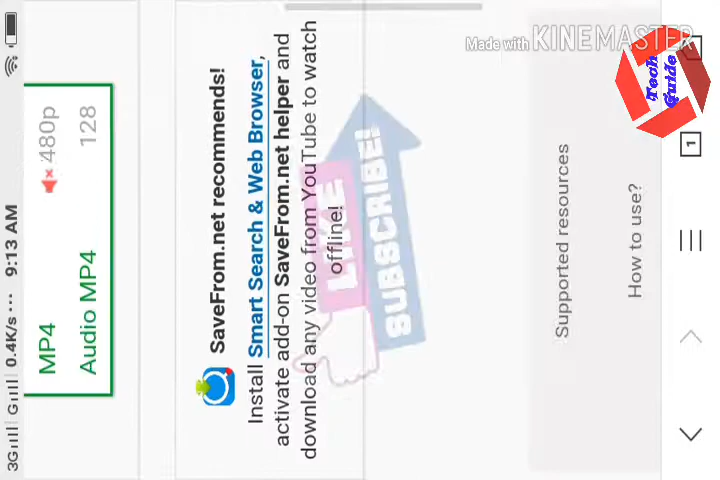 3G G 0.4K/s ... 9:13 AM
MP4 480p
Audio MP4 128
SaveFrom.net recommends!
Install Smart Search & Web Browser,
activate add-on SaveFrom.net helper and
download any video from YouTube to watch
offline!
LIKE
SUBSCRIBE!
Supported resources
How to use?
1
Made with KINEMASTER
Tech
Guide